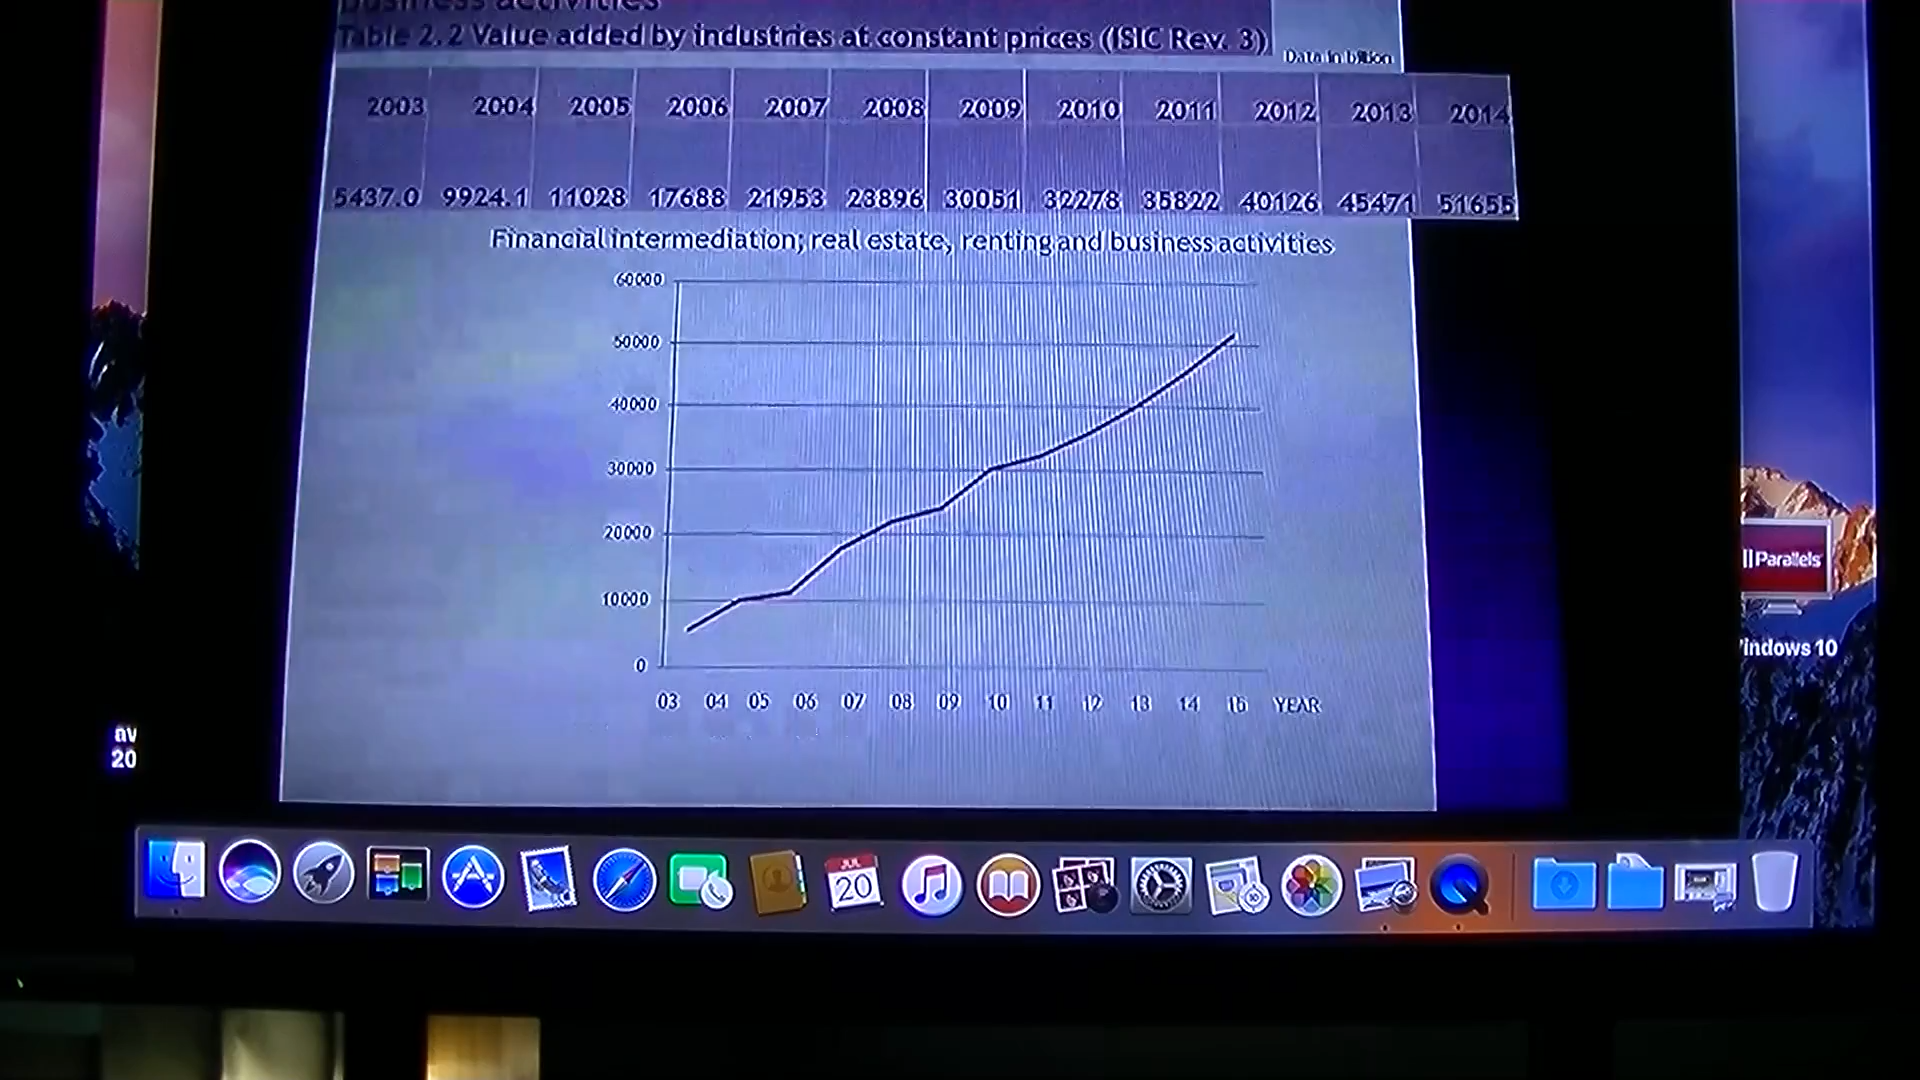 business activities
Table 2.2 Value added by industries at constant prices ((ISIC Rev. 3)
Data in billion
2003 2004 2005 2006 2007 2008 2009 2010 2011 2012 2013 2014
5437.0 9924.1 11028 17688 21953 23896 30051 32278 35822 40126 45471 51655
Financial intermediation; real estate, renting and business activities
60000
50000
40000
30000
20000
10000
0
03 04 05 06 07 08 09 10 11 12 13 14 15 YEAR
|| Parallels
indows 10
av
20
JUL
20